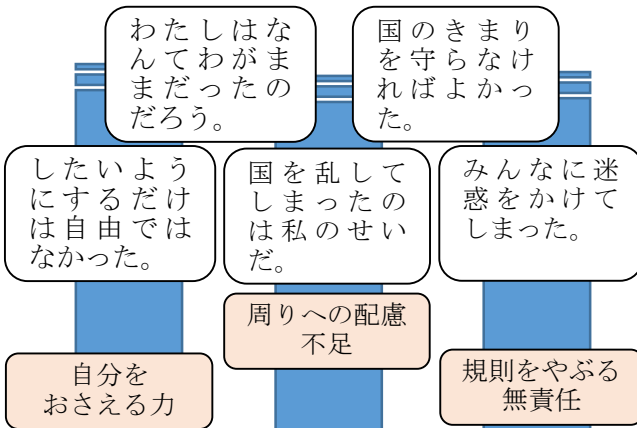 わたしはな
んてわがま
まだったの
だろう。
国のきまり
を守らなけ
ればよかっ
た。
したいよう
にするだけ
は自由では
なかった。
国を乱して
しまったの
は私のせい
だ。
みんなに迷
惑をかけて
しまった。
周りへの配慮
不足
自分を
おさえる力
規則をやぶる
無責任